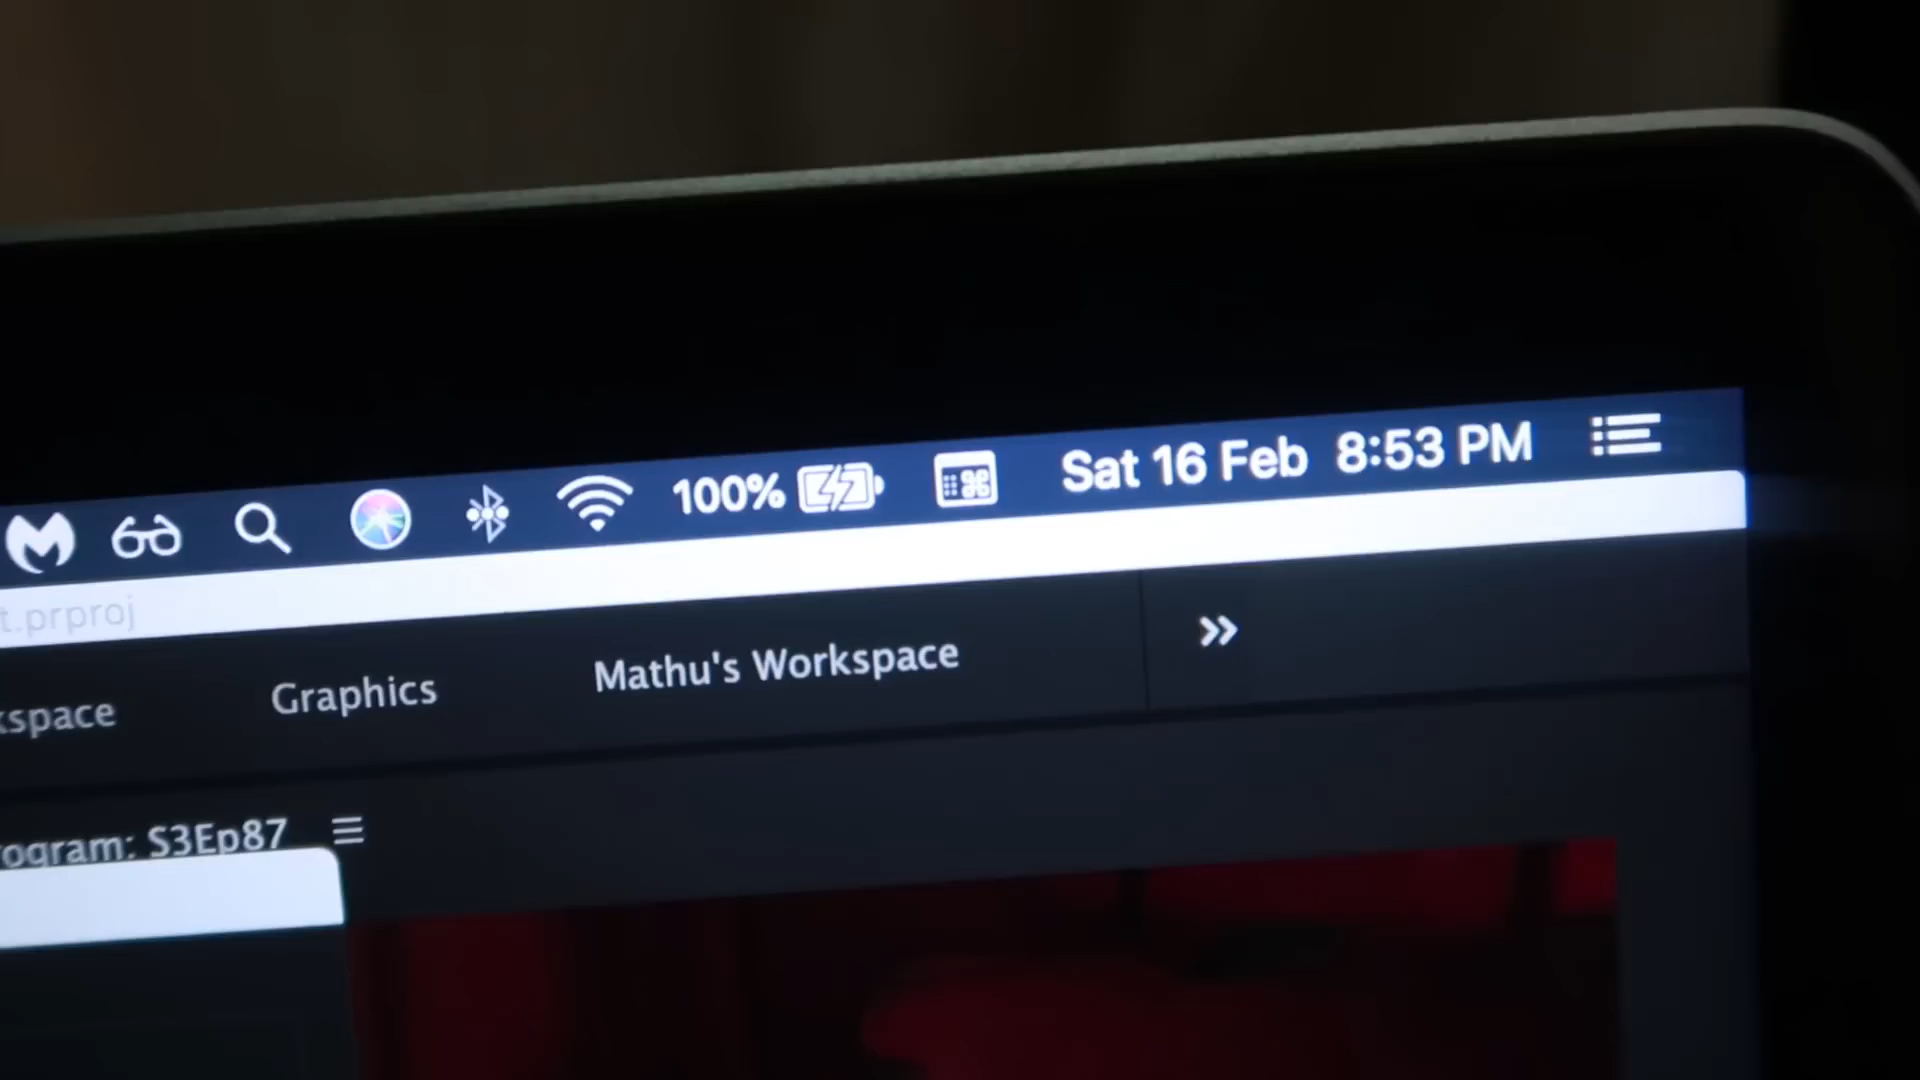 100% Sat 16 Feb 8:53 PM
t.prproj
kspace Graphics Mathu's Workspace
ogram: S3Ep87